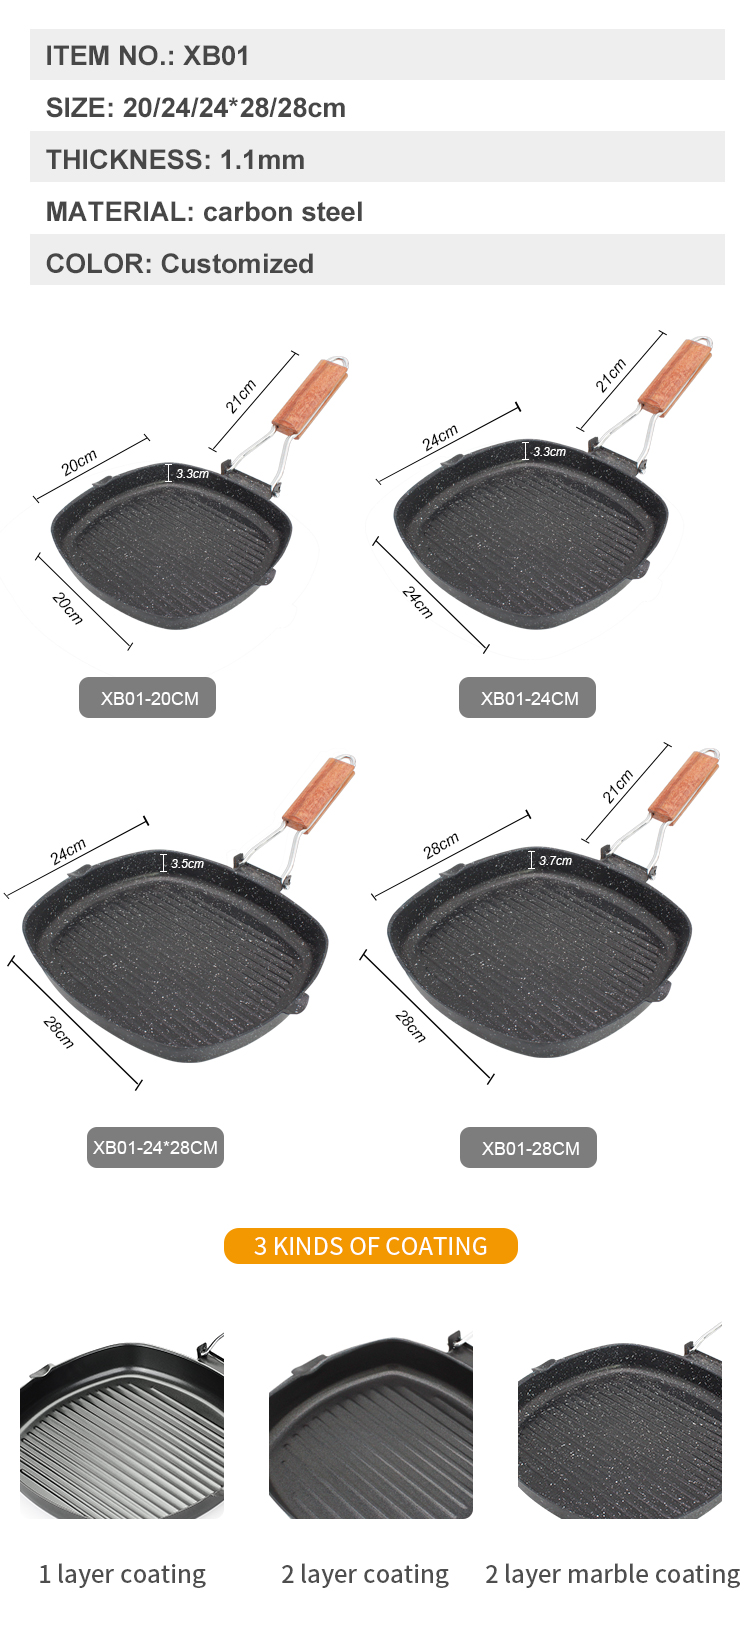 ITEM NO.: XB01
SIZE: 20/24/24*28/28cm
THICKNESS: 1.1mm
MATERIAL: carbon steel
COLOR: Customized
21cm
20cm
3.3cm
20cm
21cm
24cm
3.3cm
24cm
XB01-20CM
XB01-24CM
24cm
3.5cm
28cm
21cm
28cm
3.7cm
28cm
XB01-24*28CM
XB01-28CM
3 KINDS OF COATING
1 layer coating
2 layer coating
2 layer marble coating